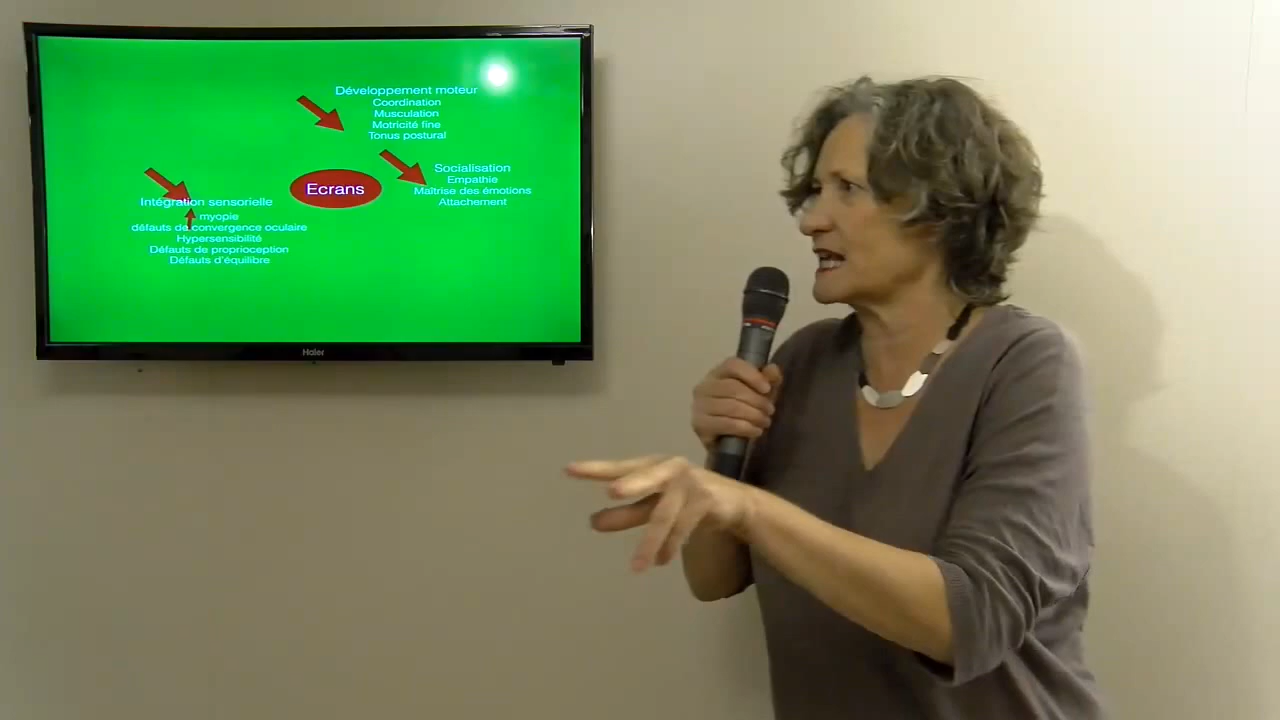 Développement moteur
Coordination
Musculation
Motricité fine
Tonus postural
Ecrans
Socialisation
Empathie
Maîtrise des émotions
Attachement
Intégration sensorielle
myopie
défauts de convergence oculaire
Hypersensibilité
Défauts de proprioception
Défauts d'équilibre
Haier